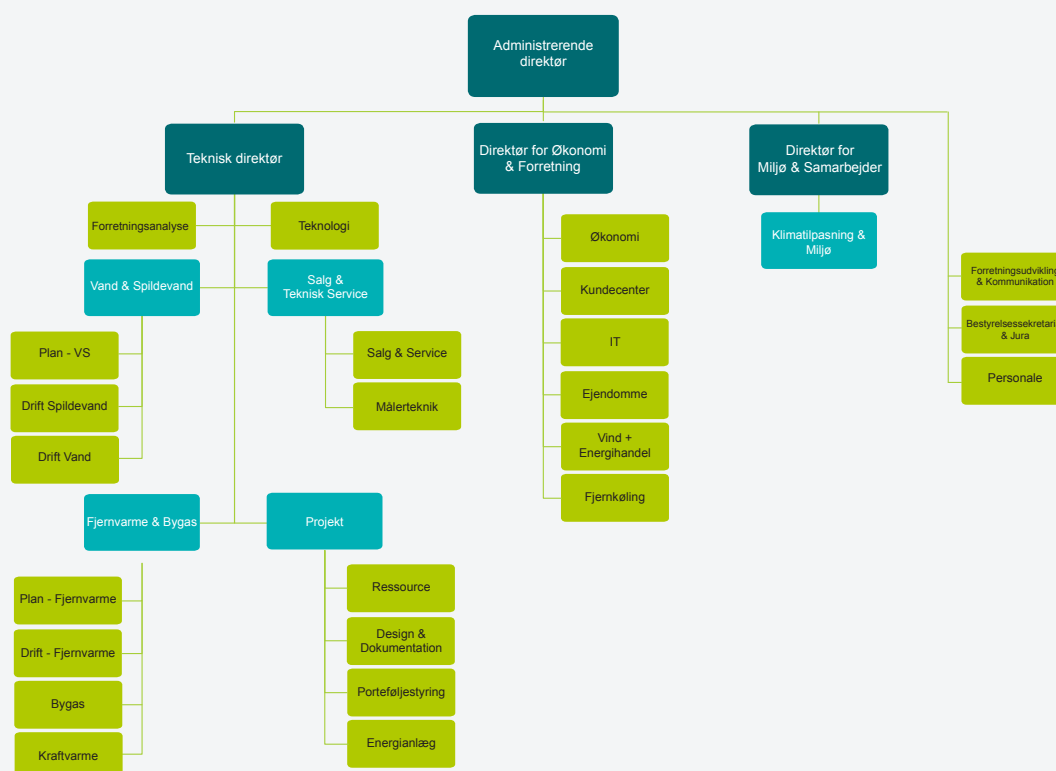 Administrerende
direktør
Teknisk direktør
Direktør for Økonomi
& Forretning
Direktør for
Miljø & Samarbejder
Forretningsanalyse
Teknologi
Økonomi
Klimatilpasning &
Miljø
Vand & Spildevand
Salg &
Teknisk Service
Kundecenter
Forretningsudvikling
& Kommunikation
Plan - VS
Salg & Service
IT
Bestyrelsessekretaria
& Jura
Drift Spildevand
Målerteknik
Ejendomme
Personale
Drift Vand
Vind +
Energihandel
Fjernkøling
Fjernvarme & Bygas
Projekt
Plan - Fjernvarme
Ressource
Drift - Fjernvarme
Design &
Dokumentation
Bygas
Porteføljestyring
Kraftvarme
Energianlæg